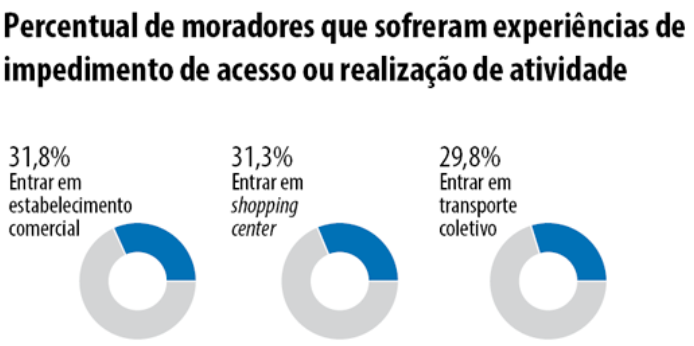 Percentual de moradores que sofreram experiências de
impedimento de acesso ou realização de atividade
31,8%
Entrar em
estabelecimento
comercial
31,3%
Entrar em
shopping
center
29,8%
Entrar em
transporte
coletivo